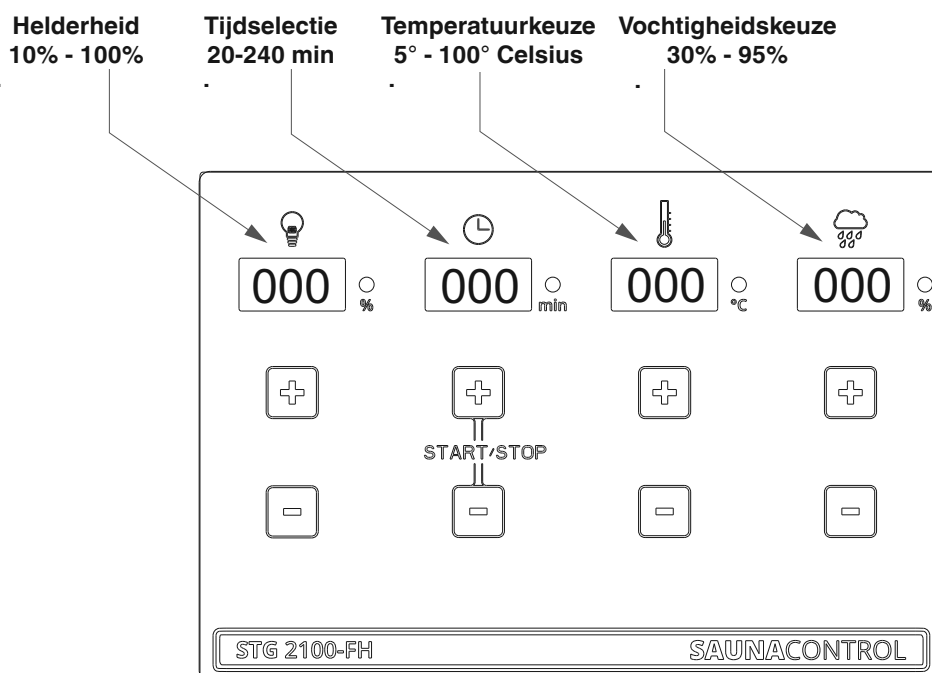 Helderheid Tijdselectie Temperatuurkeuze Vochtigheidskeuze
10% - 100% 20-240 min 5° - 100° Celsius 30% - 95%
. . . .
000 % 000 min 000 °C 000 %
+ + + +
START/STOP
- - - -
STG 2100-FH SAUNACONTROL